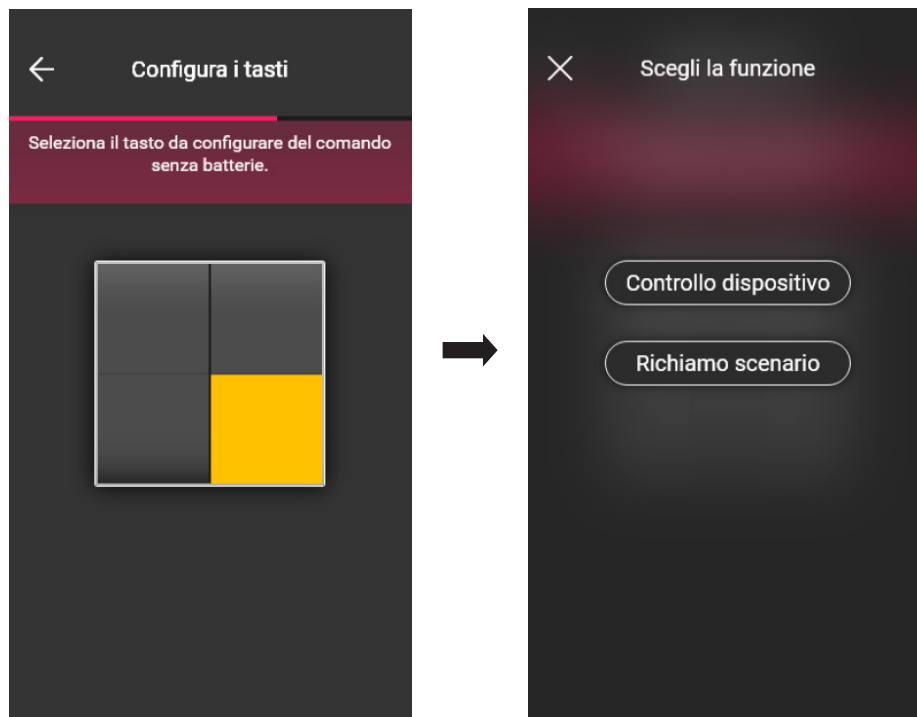 Configura i tasti
Seleziona il tasto da configurare del comando
senza batterie.
Scegli la funzione
Controllo dispositivo
Richiamo scenario